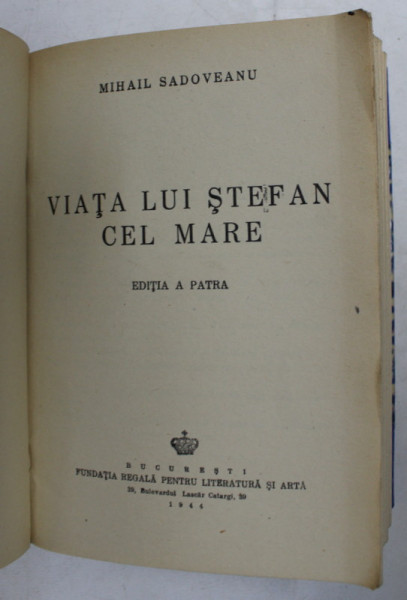 MIHAIL SADOVEANU
VIAŢA LUI ŞTEFAN
CEL MARE
EDIŢIA A PATRA
BUCUREŞTI
FUNDAŢIA REGALĂ PENTRU LITERATURĂ ŞI ARTĂ
39, Bulevardul Lascăr Catargi, 39
1944